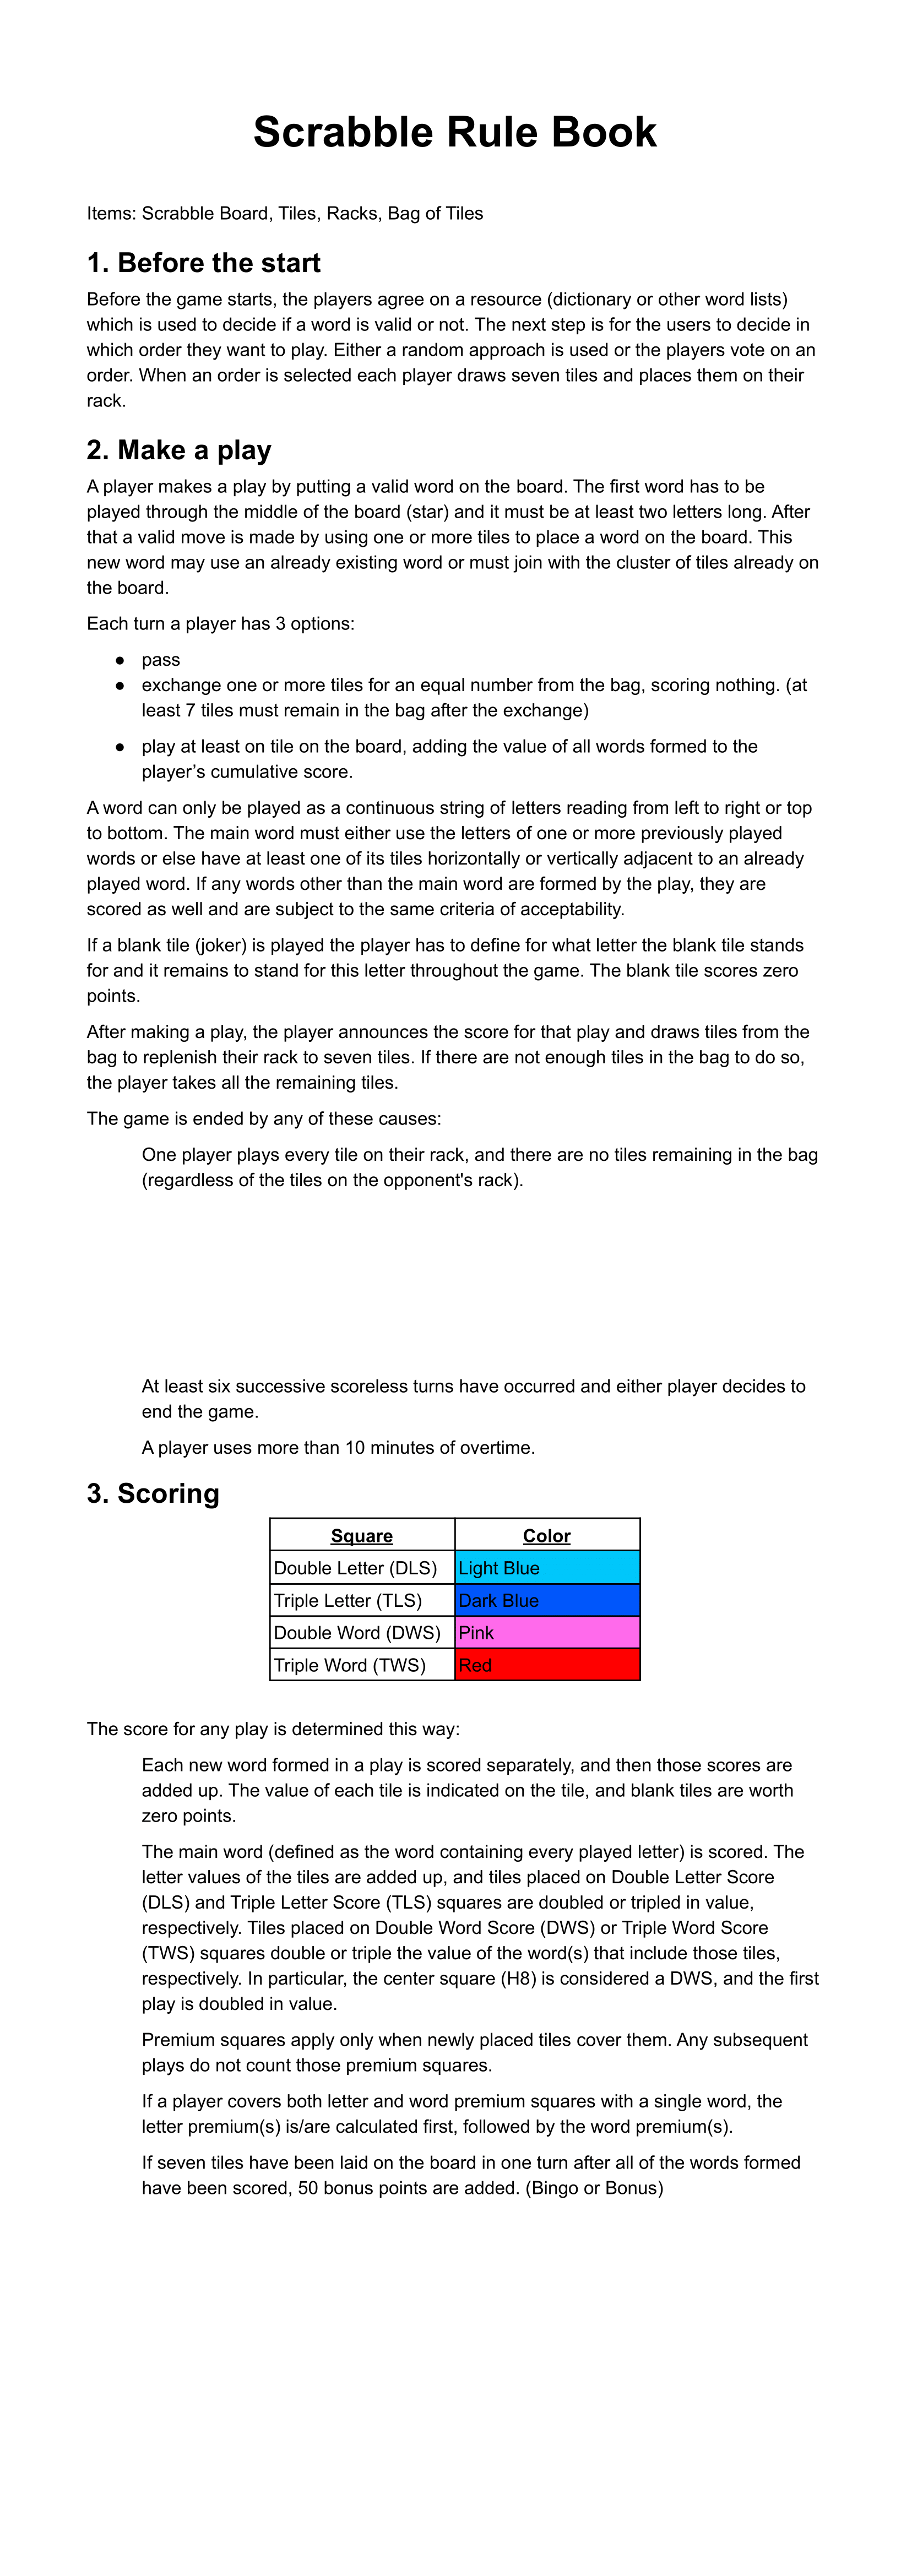 Scrabble Rule Book
Items: Scrabble Board, Tiles, Racks, Bag of Tiles
1. Before the start
Before the game starts, the players agree on a resource (dictionary or other word lists)
which is used to decide if a word is valid or not. The next step is for the users to decide in
which order they want to play. Either a random approach is used or the players vote on an
order. When an order is selected each player draws seven tiles and places them on their
rack.
2. Make a play
A player makes a play by putting a valid word on the board. The first word has to be
played through the middle of the board (star) and it must be at least two letters long. After
that a valid move is made by using one or more tiles to place a word on the board. This
new word may use an already existing word or must join with the cluster of tiles already on
the board.
Each turn a player has 3 options:
● pass
● exchange one or more tiles for an equal number from the bag, scoring nothing. (at
least 7 tiles must remain in the bag after the exchange)
● play at least on tile on the board, adding the value of all words formed to the
player’s cumulative score.
A word can only be played as a continuous string of letters reading from left to right or top
to bottom. The main word must either use the letters of one or more previously played
words or else have at least one of its tiles horizontally or vertically adjacent to an already
played word. If any words other than the main word are formed by the play, they are
scored as well and are subject to the same criteria of acceptability.
If a blank tile (joker) is played the player has to define for what letter the blank tile stands
for and it remains to stand for this letter throughout the game. The blank tile scores zero
points.
After making a play, the player announces the score for that play and draws tiles from the
bag to replenish their rack to seven tiles. If there are not enough tiles in the bag to do so,
the player takes all the remaining tiles.
The game is ended by any of these causes:
One player plays every tile on their rack, and there are no tiles remaining in the bag
(regardless of the tiles on the opponent's rack).
At least six successive scoreless turns have occurred and either player decides to
end the game.
A player uses more than 10 minutes of overtime.
3. Scoring
Square Color
Double Letter (DLS) Light Blue
Triple Letter (TLS) Dark Blue
Double Word (DWS) Pink
Triple Word (TWS) Red
The score for any play is determined this way:
Each new word formed in a play is scored separately, and then those scores are
added up. The value of each tile is indicated on the tile, and blank tiles are worth
zero points.
The main word (defined as the word containing every played letter) is scored. The
letter values of the tiles are added up, and tiles placed on Double Letter Score
(DLS) and Triple Letter Score (TLS) squares are doubled or tripled in value,
respectively. Tiles placed on Double Word Score (DWS) or Triple Word Score
(TWS) squares double or triple the value of the word(s) that include those tiles,
respectively. In particular, the center square (H8) is considered a DWS, and the first
play is doubled in value.
Premium squares apply only when newly placed tiles cover them. Any subsequent
plays do not count those premium squares.
If a player covers both letter and word premium squares with a single word, the
letter premium(s) is/are calculated first, followed by the word premium(s).
If seven tiles have been laid on the board in one turn after all of the words formed
have been scored, 50 bonus points are added. (Bingo or Bonus)